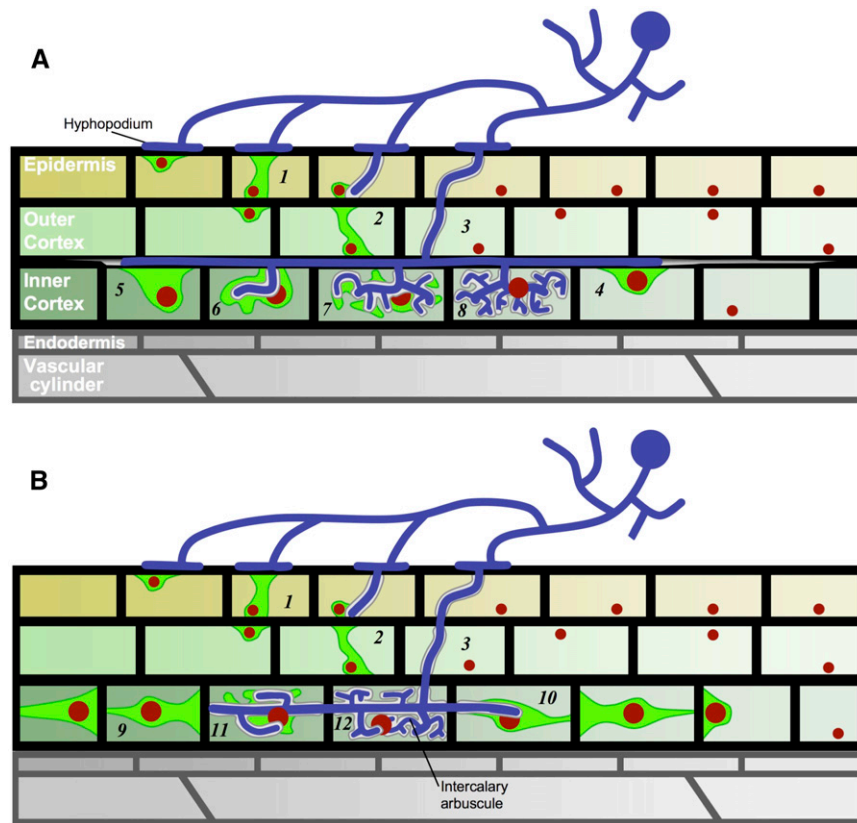 A
Hyphopodium
Epidermis
1
Outer
Cortex
2
3
Inner
Cortex
5
6
7
8
4
Endodermis
Vascular
cylinder
B
1
2
3
9
11
12
10
Intercalary
arbuscule